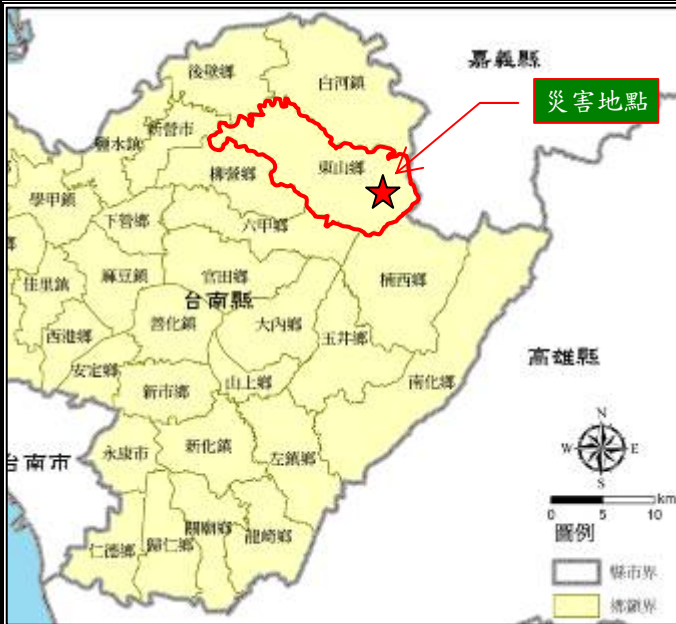 嘉義縣
後壁鄉
白河鎮
災害地點
新營市
鹽水鎮
東山鄉
柳營鄉
學甲鎮
下營鄉
六甲鄉
鄉
佳里鎮
麻豆鎮
官田鄉
楠西鄉
台南縣
西港鄉
善化鎮
大內鄉
玉井鄉
安定鄉
高雄縣
新市鄉
山上鄉
南化鄉
台南市
永康市
新化鎮
左鎮鄉
N
W
E
S
仁德鄉
歸仁鄉
關廟鄉
龍崎鄉
km
0 5 10
圖例
縣市界
鄉鎮界